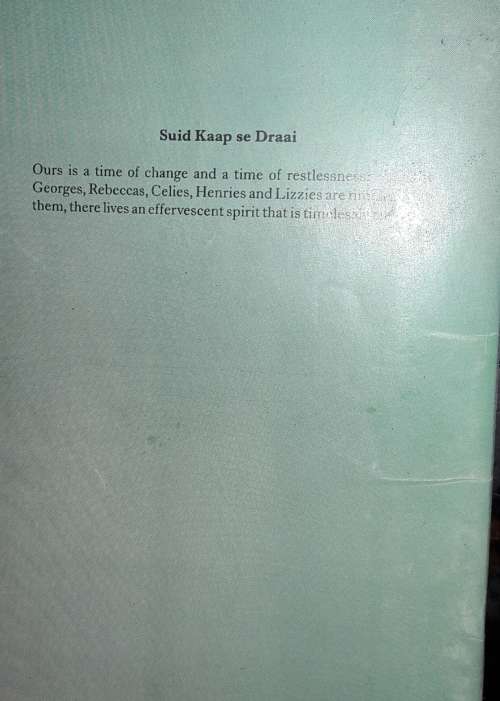 Suid Kaap se Draai
Ours is a time of change and a time of restlessness
Georges, Rebeccas, Celies, Henries and Lizzies are
them, there lives an effervescent spirit that is timeless